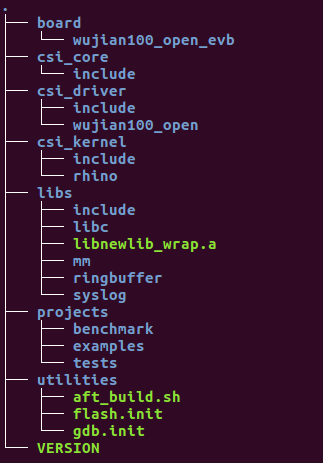 .
├── board
│   └── wujian100_open_evb
├── csi_core
│   └── include
├── csi_driver
│   ├── include
│   └── wujian100_open
├── csi_kernel
│   ├── include
│   └── rhino
├── libs
│   ├── include
│   ├── libc
│   ├── libnewlib_wrap.a
│   ├── mm
│   ├── ringbuffer
│   └── syslog
├── projects
│   ├── benchmark
│   ├── examples
│   └── tests
├── utilities
│   ├── aft_build.sh
│   ├── flash.init
│   └── gdb.init
└── VERSION